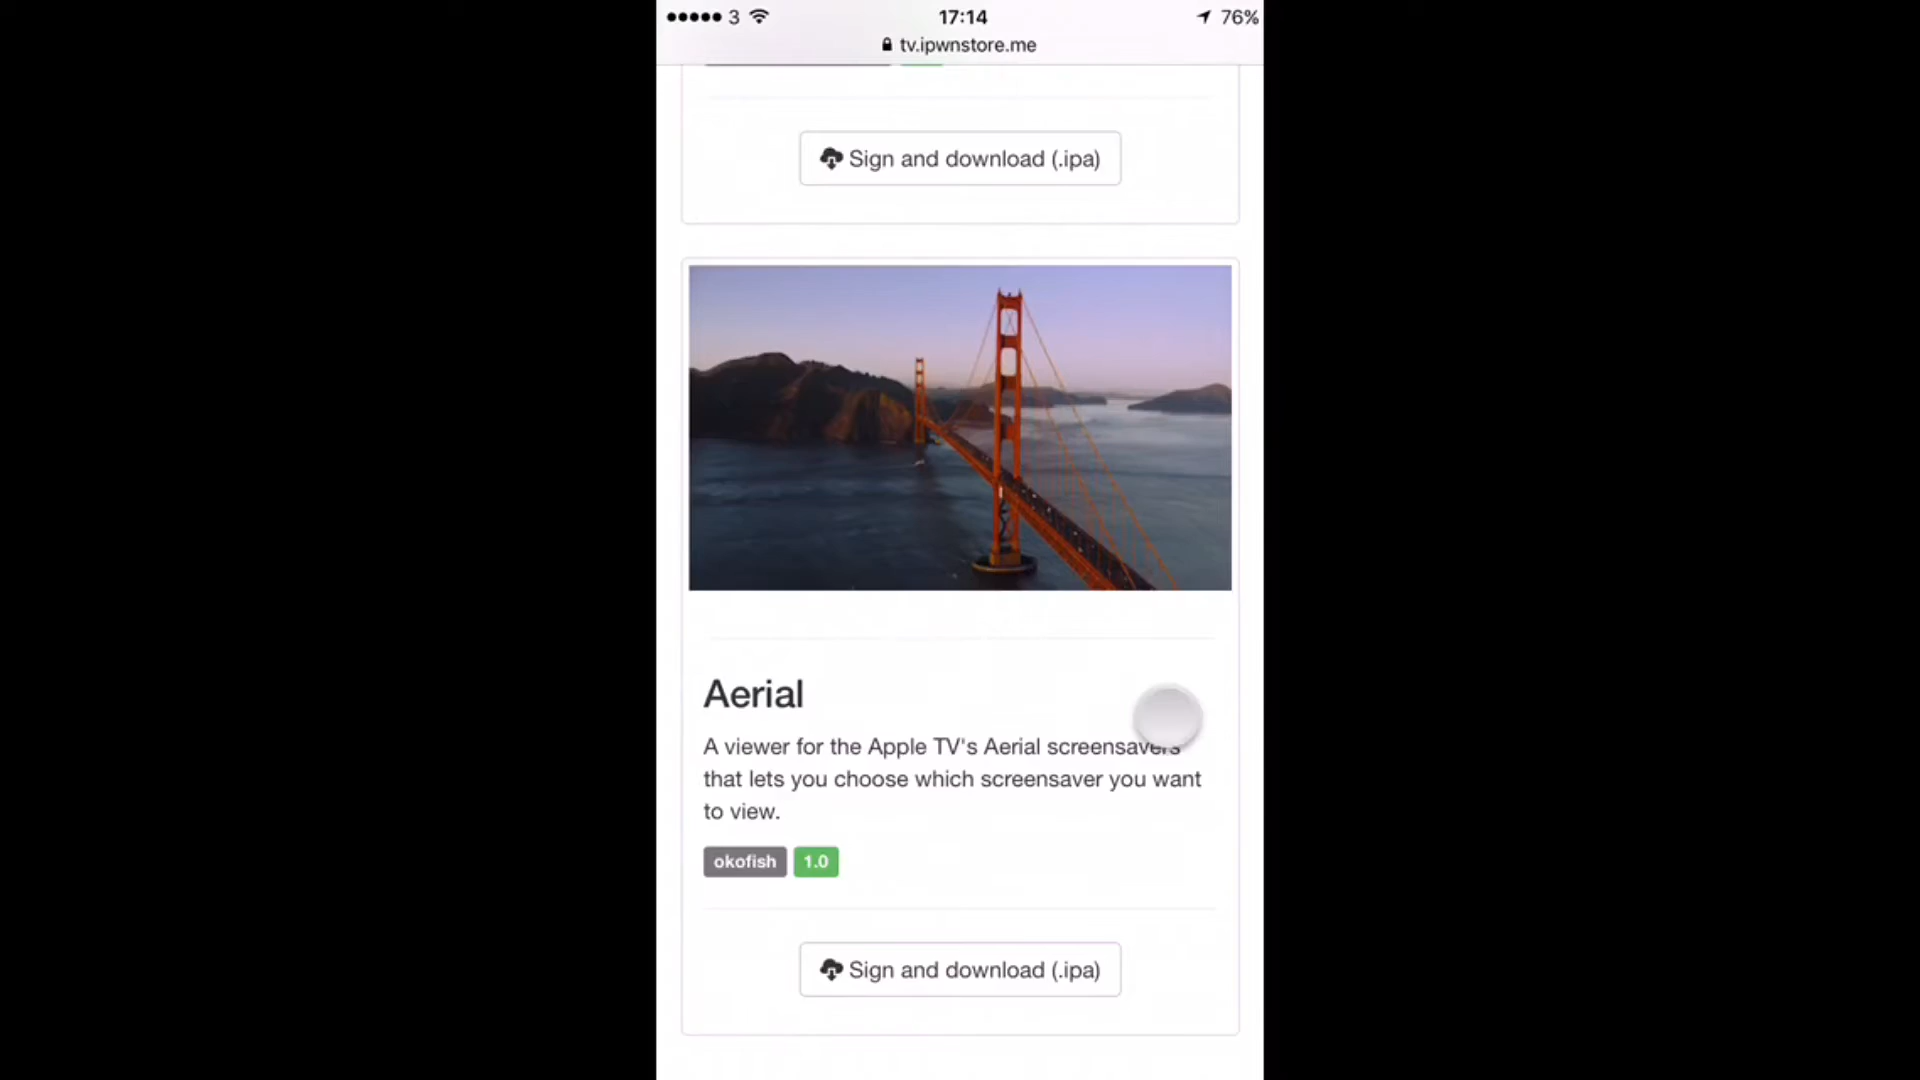 3 17:14 76%
tv.ipwnstore.me
Sign and download (.ipa)
Aerial
A viewer for the Apple TV's Aerial screensavers
that lets you choose which screensaver you want
to view.
okofish 1.0
Sign and download (.ipa)